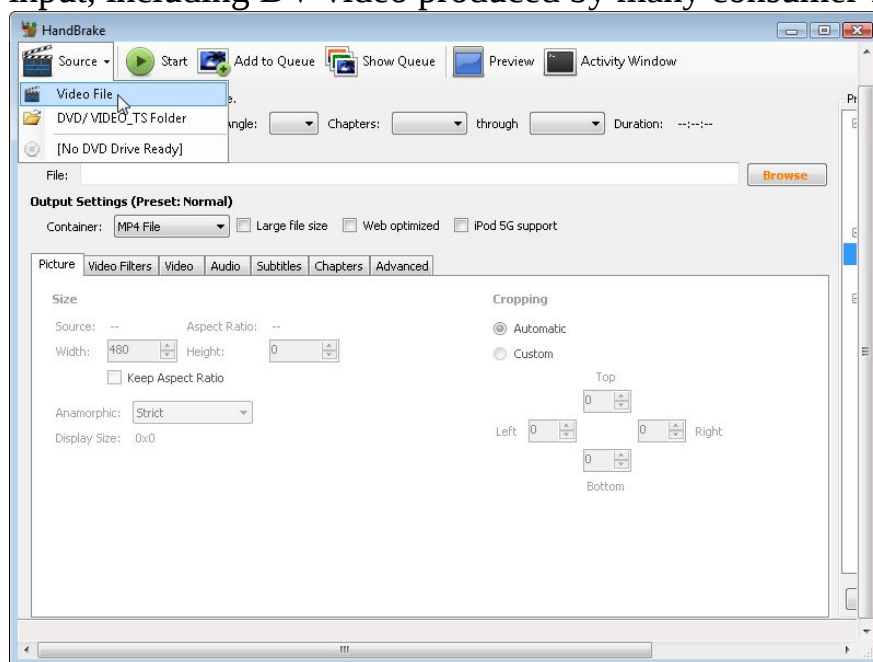 input, including DV video produced by many consumer
HandBrake
Source Start Add to Queue Show Queue Preview Activity Window
Video File
DVD/ VIDEO_TS Folder
[No DVD Drive Ready]
e.
Angle: Chapters: through Duration: --:--:--
File: Browse
Output Settings (Preset: Normal)
Container: MP4 File Large file size Web optimized iPod 5G support
Picture Video Filters Video Audio Subtitles Chapters Advanced
Size Cropping
Source: -- Aspect Ratio: -- Automatic
Width: 480 Height: 0 Custom
Keep Aspect Ratio Top
0
Anamorphic: Strict
Left 0 0 Right
Display Size: 0x0
0
Bottom
Pr